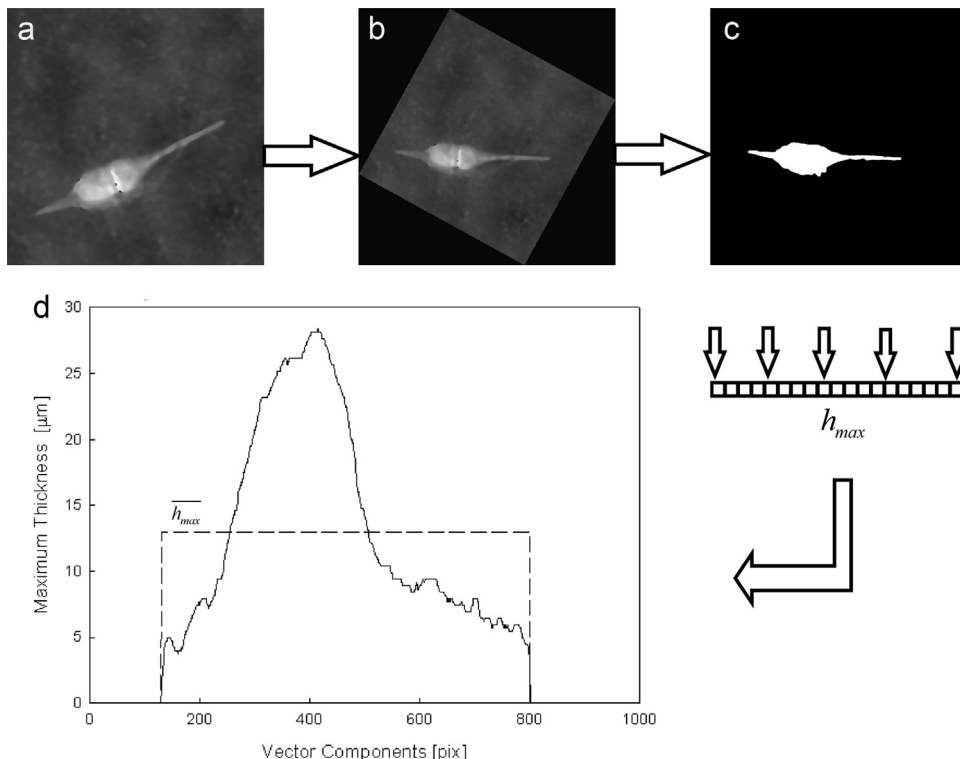 a
b
c
d
30
25
20
15
10
5
0
Maximum Thickness [µm]
h_max
0 200 400 600 800 1000
Vector Components [pix]
h_max